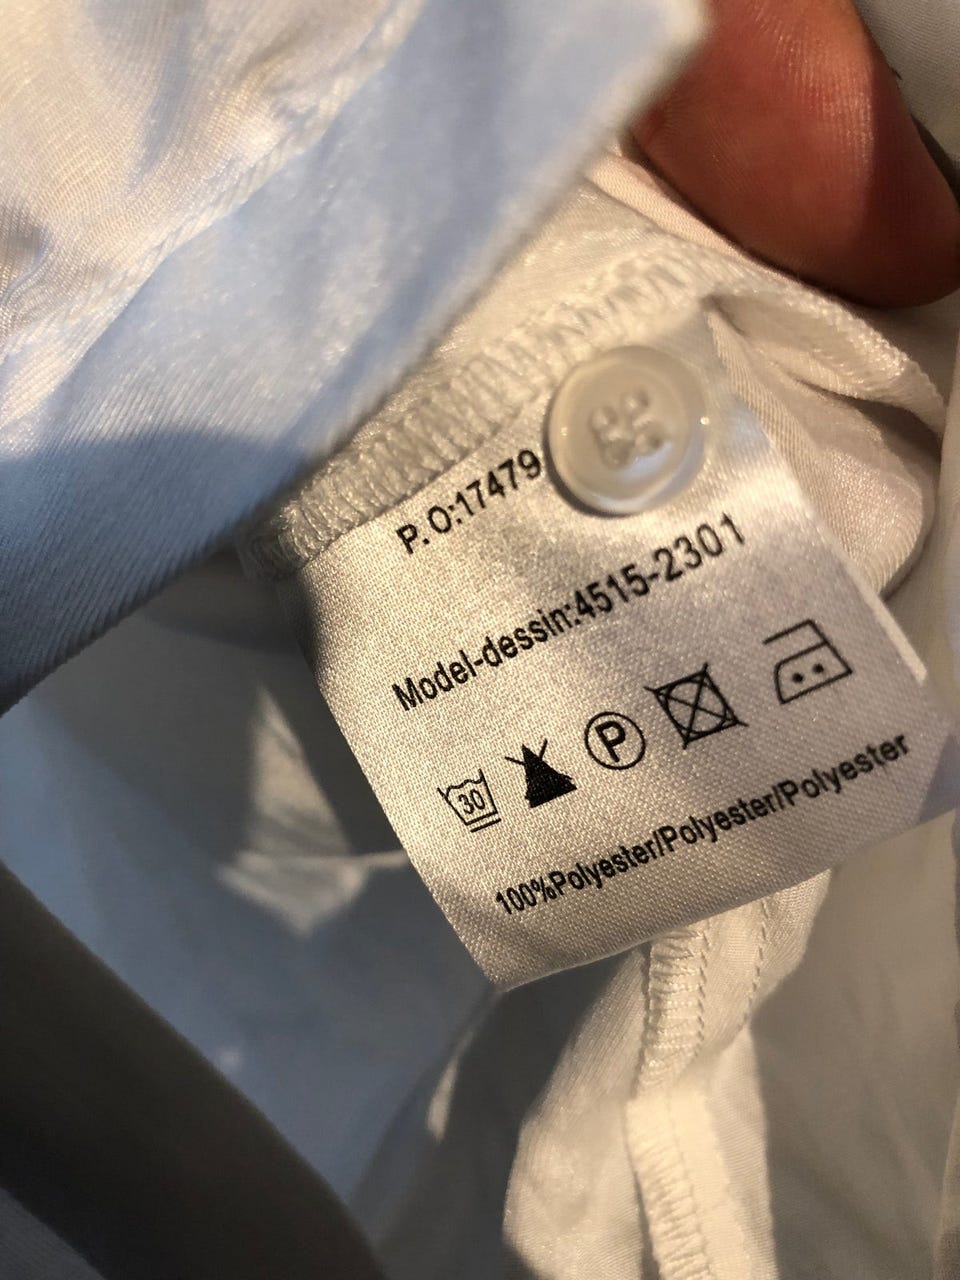 P. O:17479
Model-dessin:4515-2301
30 P
100%Polyester/Polyester/Polyester